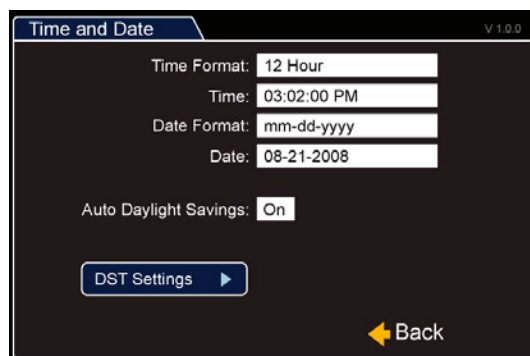 Time and Date
V 1.0.0
Time Format: 12 Hour
Time: 03:02:00 PM
Date Format: mm-dd-yyyy
Date: 08-21-2008
Auto Daylight Savings: On
DST Settings
Back